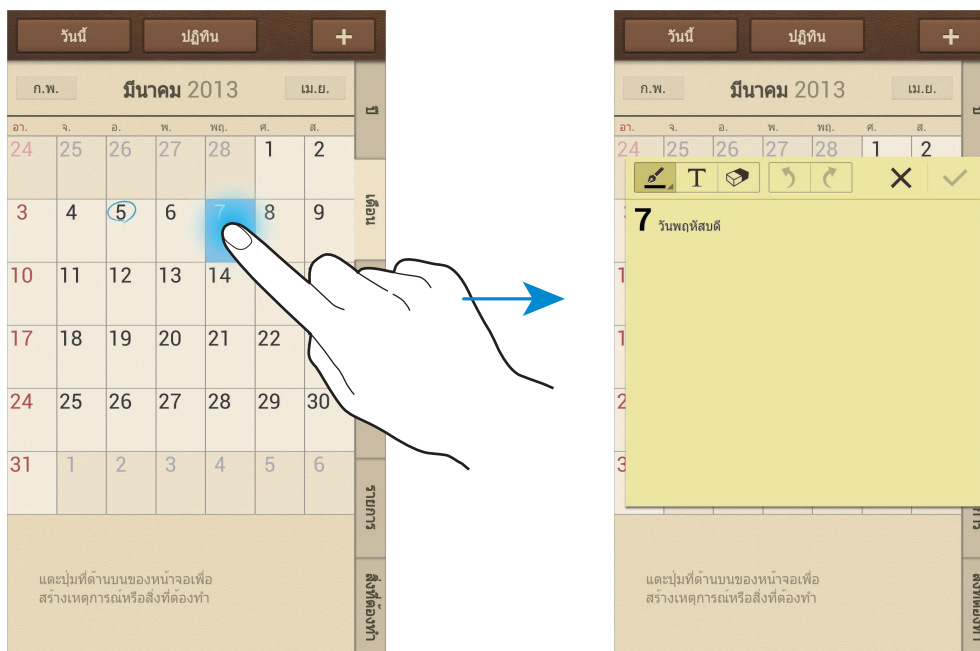 วันนี้ ปฏิทิน +
ก.พ. มีนาคม 2013 เม.ย.
อา. จ. อ. พ. พฤ. ศ. ส.
24 25 26 27 28 1 2
3 4 5 6 7 8 9
10 11 12 13 14
17 18 19 20 21 22
24 25 26 27 28 29 30
31 1 2 3 4 5 6
ปี
เดือน
รายการ
สิ่งที่ต้องทำ
แตะปุ่มที่ด้านบนของหน้าจอเพื่อ
สร้างเหตุการณ์หรือสิ่งที่ต้องทำ
วันนี้ ปฏิทิน +
ก.พ. มีนาคม 2013 เม.ย.
อา. จ. อ. พ. พฤ. ศ. ส.
24 25 26 27 28 1 2
T
7 วันพฤหัสบดี
แตะปุ่มที่ด้านบนของหน้าจอเพื่อ
สร้างเหตุการณ์หรือสิ่งที่ต้องทำ